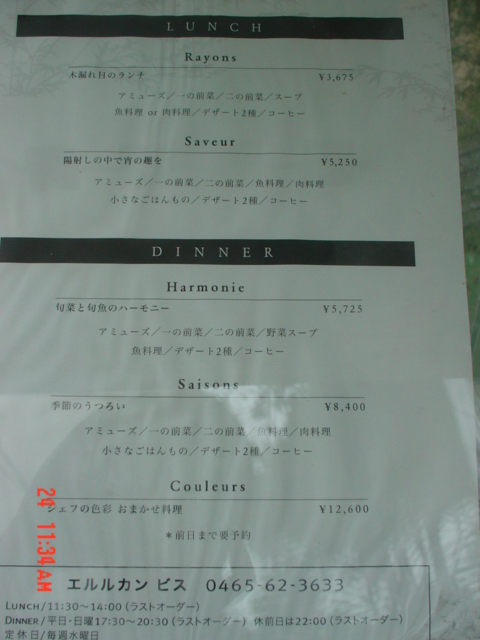 LUNCH
Rayons
木漏れ日のランチ ¥3,675
アミューズ／一の前菜／二の前菜／スープ
魚料理 or 肉料理／デザート2種／コーヒー
Saveur
陽射しの中で宵の趣を ¥5,250
アミューズ／一の前菜／二の前菜／魚料理／肉料理
小さなごはんもの／デザート2種／コーヒー
DINNER
Harmonie
旬菜と旬魚のハーモニー ¥5,725
アミューズ／一の前菜／二の前菜／野菜スープ
魚料理／デザート2種／コーヒー
Saisons
季節のうつろい ¥8,400
アミューズ／一の前菜／二の前菜／魚料理／肉料理
小さなごはんもの／デザート2種／コーヒー
Couleurs
シェフの色彩 おまかせ料理 ¥12,600
＊前日まで要予約
エルルカン ビス 0465-62-3633
LUNCH/11:30〜14:00（ラストオーダー）
DINNER/平日・日曜17:30〜20:30（ラストオーダー） 休前日は22:00（ラストオーダー）
定休日/毎週水曜日
24 11:34AM